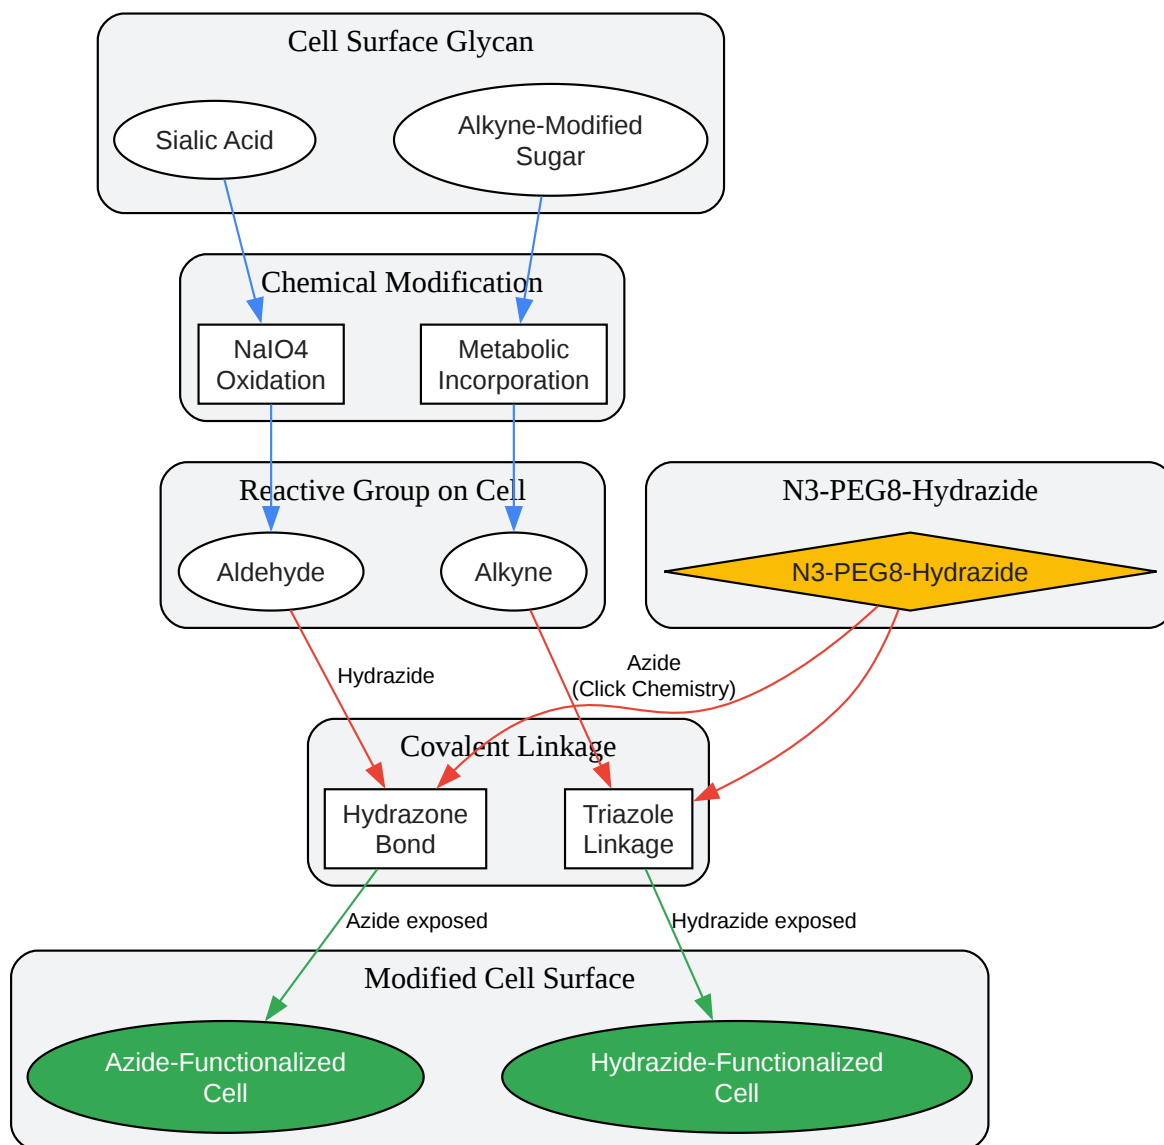 Cell Surface Glycan
Sialic Acid
Alkyne-Modified
Sugar
Chemical Modification
NaIO4
Oxidation
Metabolic
Incorporation
Reactive Group on Cell
N3-PEG8-Hydrazide
Aldehyde
Alkyne
N3-PEG8-Hydrazide
Hydrazide
Azide
(Click Chemistry)
Covalent Linkage
Hydrazone
Bond
Triazole
Linkage
Azide exposed
Hydrazide exposed
Modified Cell Surface
Azide-Functionalized
Cell
Hydrazide-Functionalized
Cell